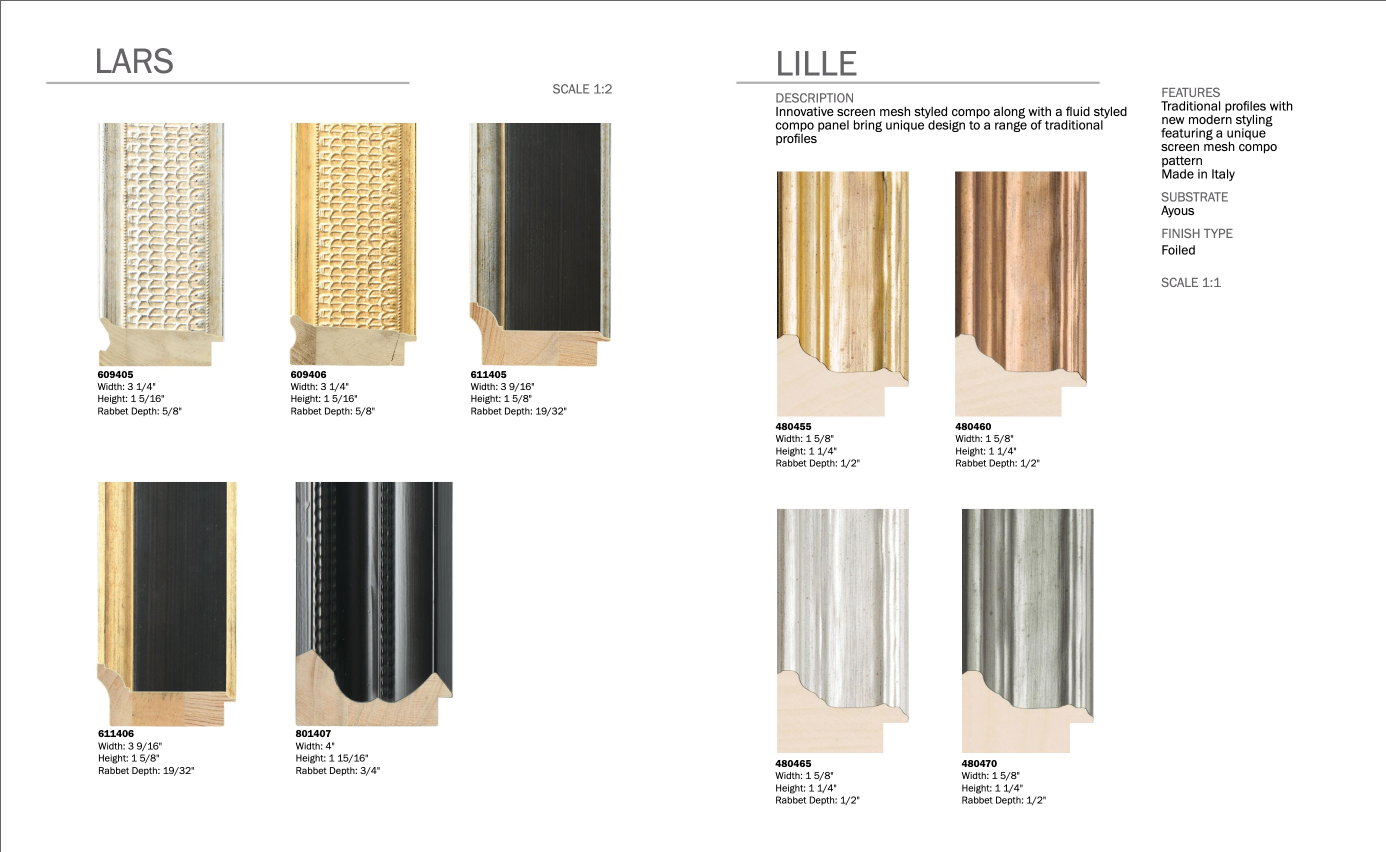 LARS
SCALE 1:2
609405
Width: 3 1/4"
Height: 1 5/16"
Rabbet Depth: 5/8"
609406
Width: 3 1/4"
Height: 1 5/16"
Rabbet Depth: 5/8"
611405
Width: 3 9/16"
Height: 1 5/8"
Rabbet Depth: 19/32"
611406
Width: 3 9/16"
Height: 1 5/8"
Rabbet Depth: 19/32"
801407
Width: 4"
Height: 1 15/16"
Rabbet Depth: 3/4"
LILLE
DESCRIPTION
Innovative screen mesh styled compo along with a fluid styled
compo panel bring unique design to a range of traditional
profiles
480455
Width: 1 5/8"
Height: 1 1/4"
Rabbet Depth: 1/2"
480460
Width: 1 5/8"
Height: 1 1/4"
Rabbet Depth: 1/2"
480465
Width: 1 5/8"
Height: 1 1/4"
Rabbet Depth: 1/2"
480470
Width: 1 5/8"
Height: 1 1/4"
Rabbet Depth: 1/2"
FEATURES
Traditional profiles with
new modern styling
featuring a unique
screen mesh compo
pattern
Made in Italy
SUBSTRATE
Ayous
FINISH TYPE
Foiled
SCALE 1:1